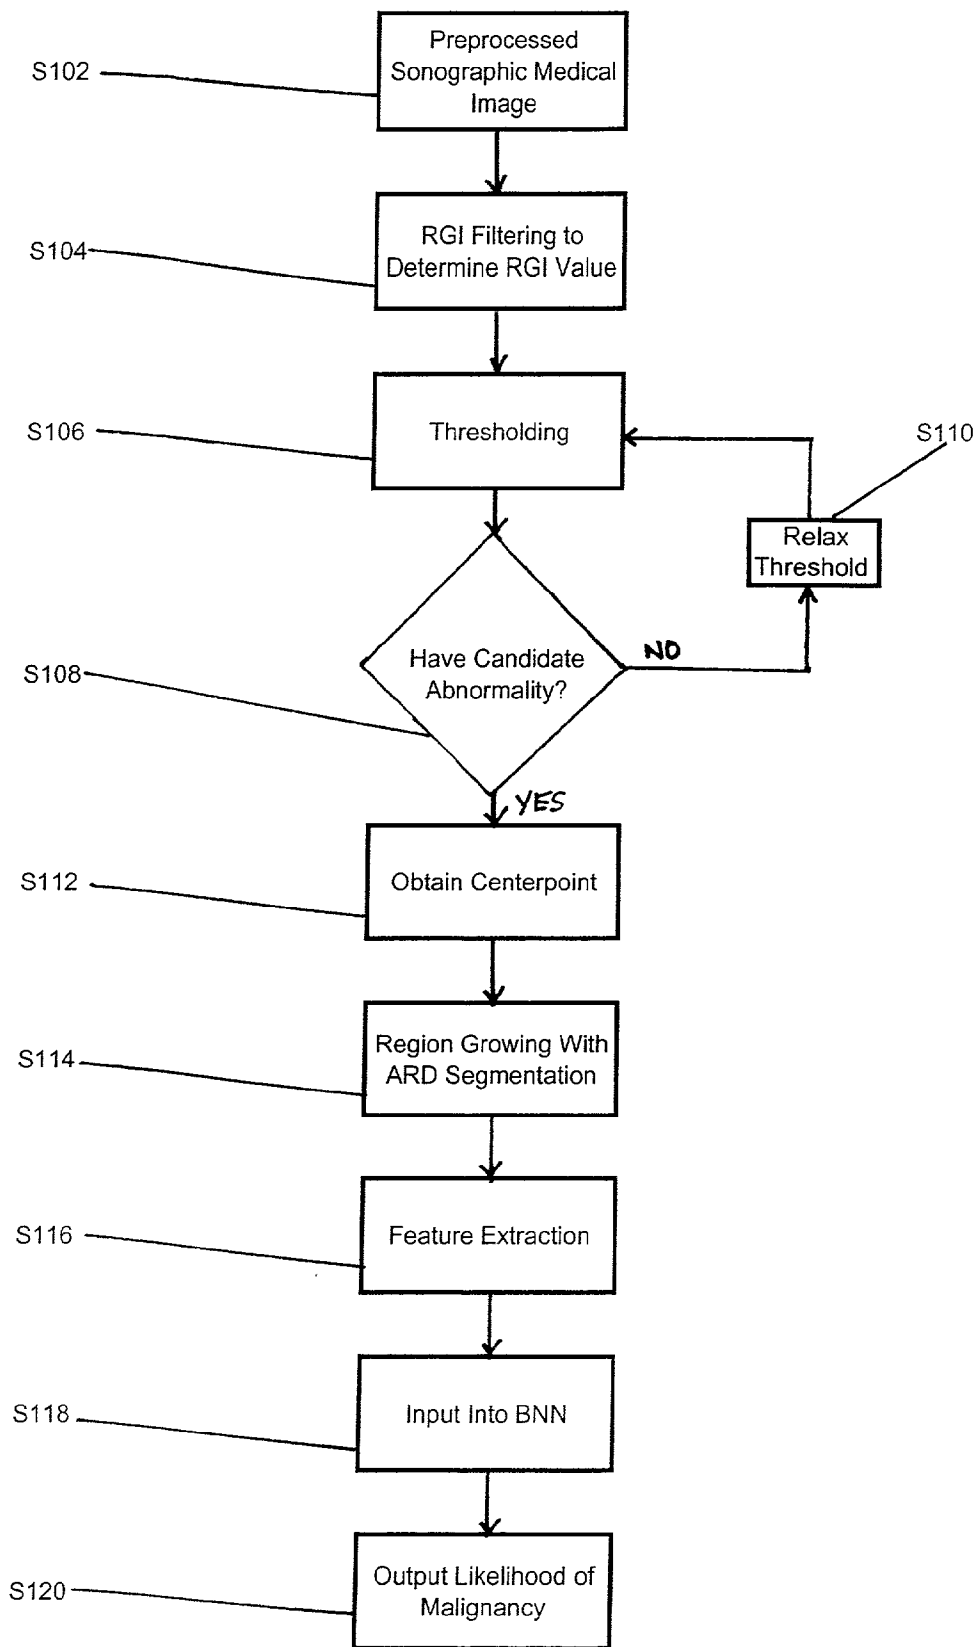 S102
Preprocessed
Sonographic Medical
Image
S104
RGI Filtering to
Determine RGI Value
S106
Thresholding
S110
Relax
Threshold
S108
Have Candidate
Abnormality?
NO
YES
S112
Obtain Centerpoint
S114
Region Growing With
ARD Segmentation
S116
Feature Extraction
S118
Input Into BNN
S120
Output Likelihood of
Malignancy